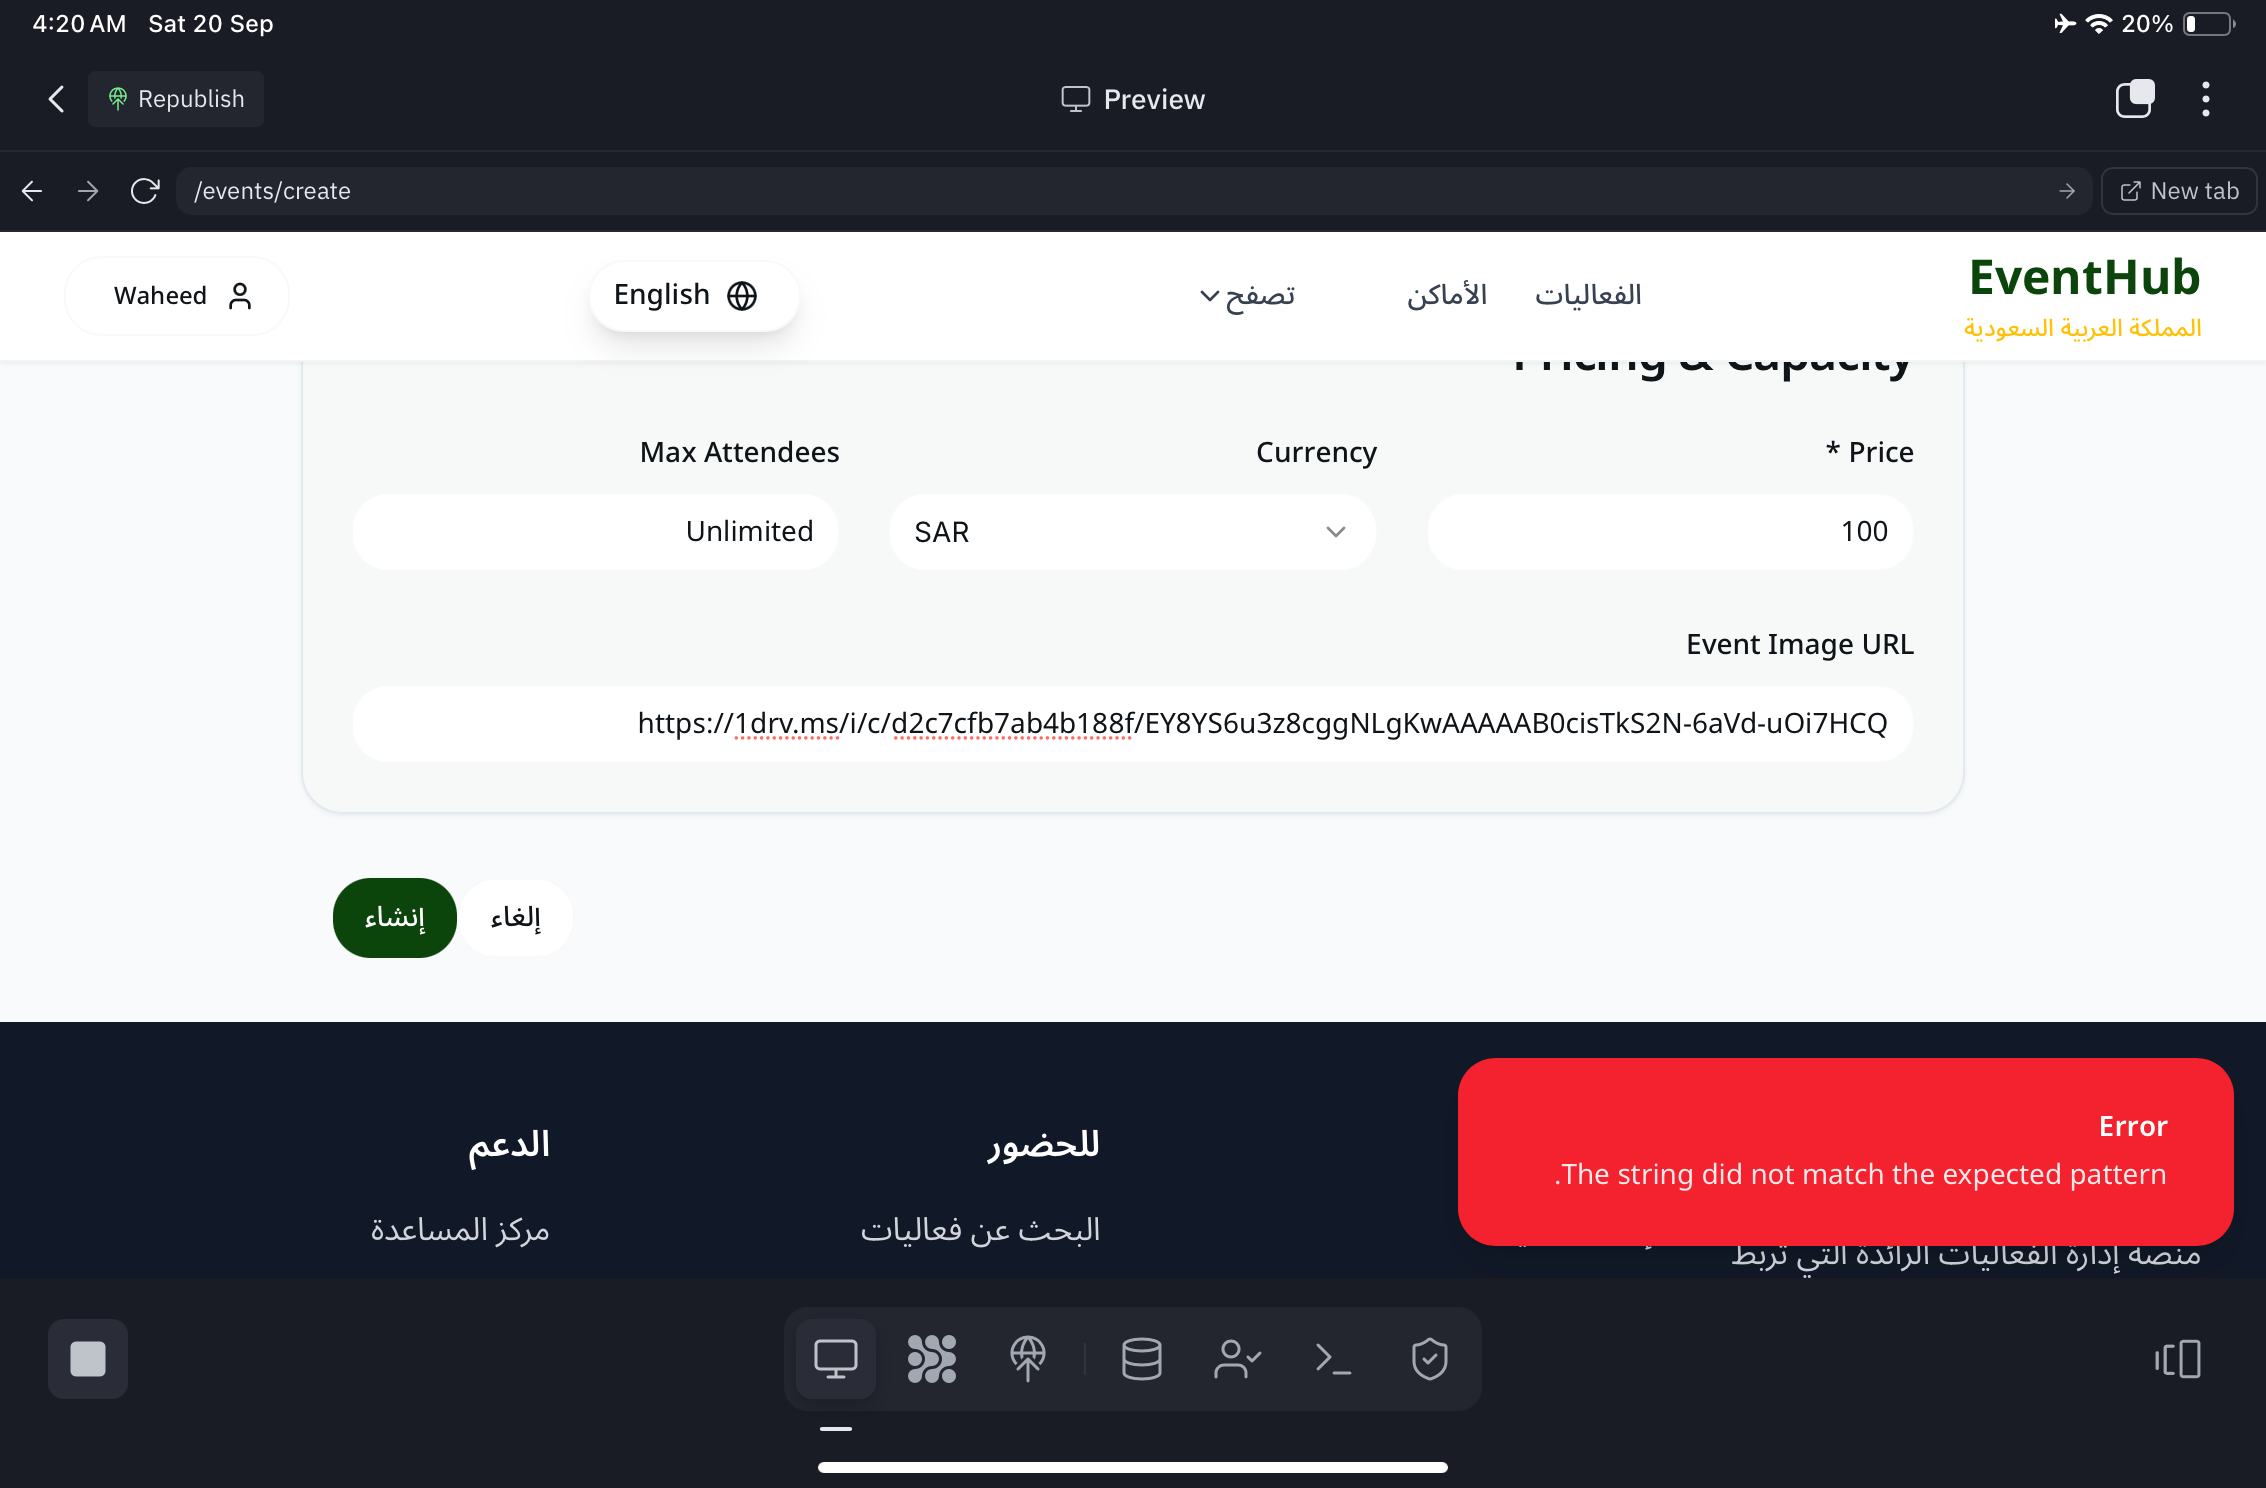 4:20 AM Sat 20 Sep
20%
Republish
Preview
/events/create
New tab
EventHub
المملكة العربية السعودية
الفعاليات
الأماكن
تصفح
English
Waheed
Pricing & Capacity
* Price
Currency
Max Attendees
100
SAR
Unlimited
Event Image URL
https://1drv.ms/i/c/d2c7cfb7ab4b188f/EY8YS6u3z8cggNLgKwAAAAAB0cisTkS2N-6aVd-uOi7HCQ
إلغاء
إنشاء
Error
.The string did not match the expected pattern
منصة إدارة الفعاليات الرائدة التي تربط
للحضور
البحث عن فعاليات
الدعم
مركز المساعدة